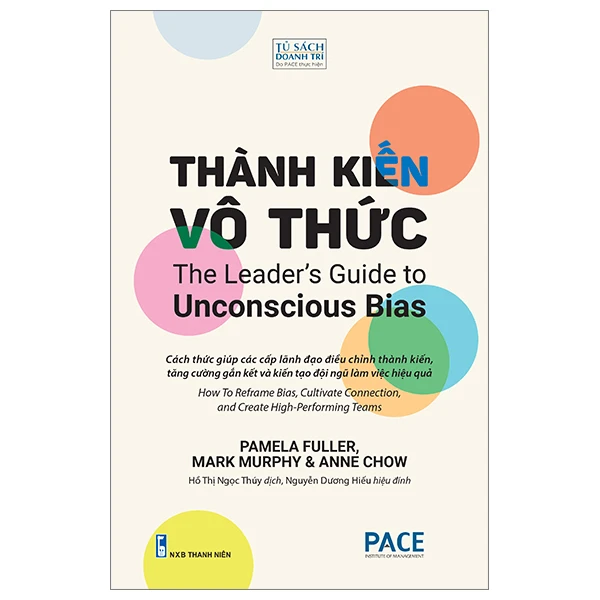 TỦ SÁCH
DOANH TRÍ
Do PACE thực hiện
THÀNH KIẾN
VÔ THỨC
The Leader's Guide to
Unconscious Bias
Cách thức giúp các cấp lãnh đạo điều chỉnh thành kiến,
tăng cường gắn kết và kiến tạo đội ngũ làm việc hiệu quả
How To Reframe Bias, Cultivate Connection,
and Create High-Performing Teams
PAMELA FULLER,
MARK MURPHY & ANNE CHOW
Hồ Thị Ngọc Thúy dịch, Nguyễn Dương Hiếu hiệu đính
NXB THANH NIÊN
PACE
INSTITUTE OF MANAGEMENT